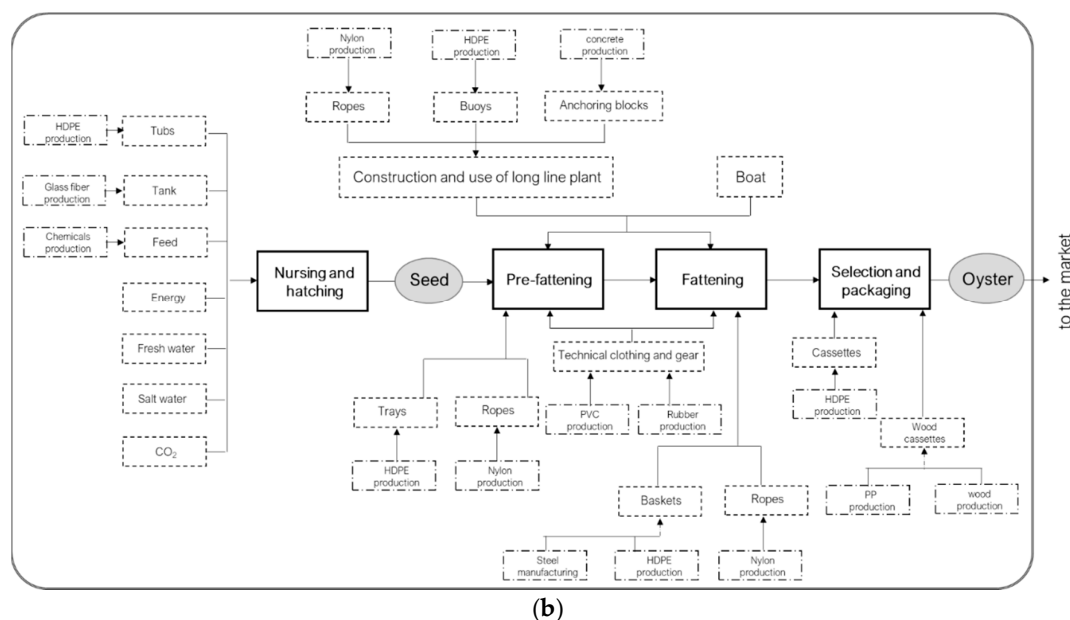 Nylon
production
HDPE
production
concrete
production
Ropes
Buoys
Anchoring blocks
HDPE
production
Tubs
Construction and use of long line plant
Boat
Glass fiber
production
Tank
Chemicals
production
Feed
Nursing and
hatching
Seed
Pre-fattening
Fattening
Selection and
packaging
Oyster
to the market
Energy
Fresh water
Salt water
CO₂
Technical clothing and gear
Cassettes
Trays
Ropes
PVC
production
Rubber
production
HDPE
production
Wood
cassettes
HDPE
production
Nylon
production
Baskets
Ropes
PP
production
wood
production
Steel
manufacturing
HDPE
production
Nylon
production
(b)